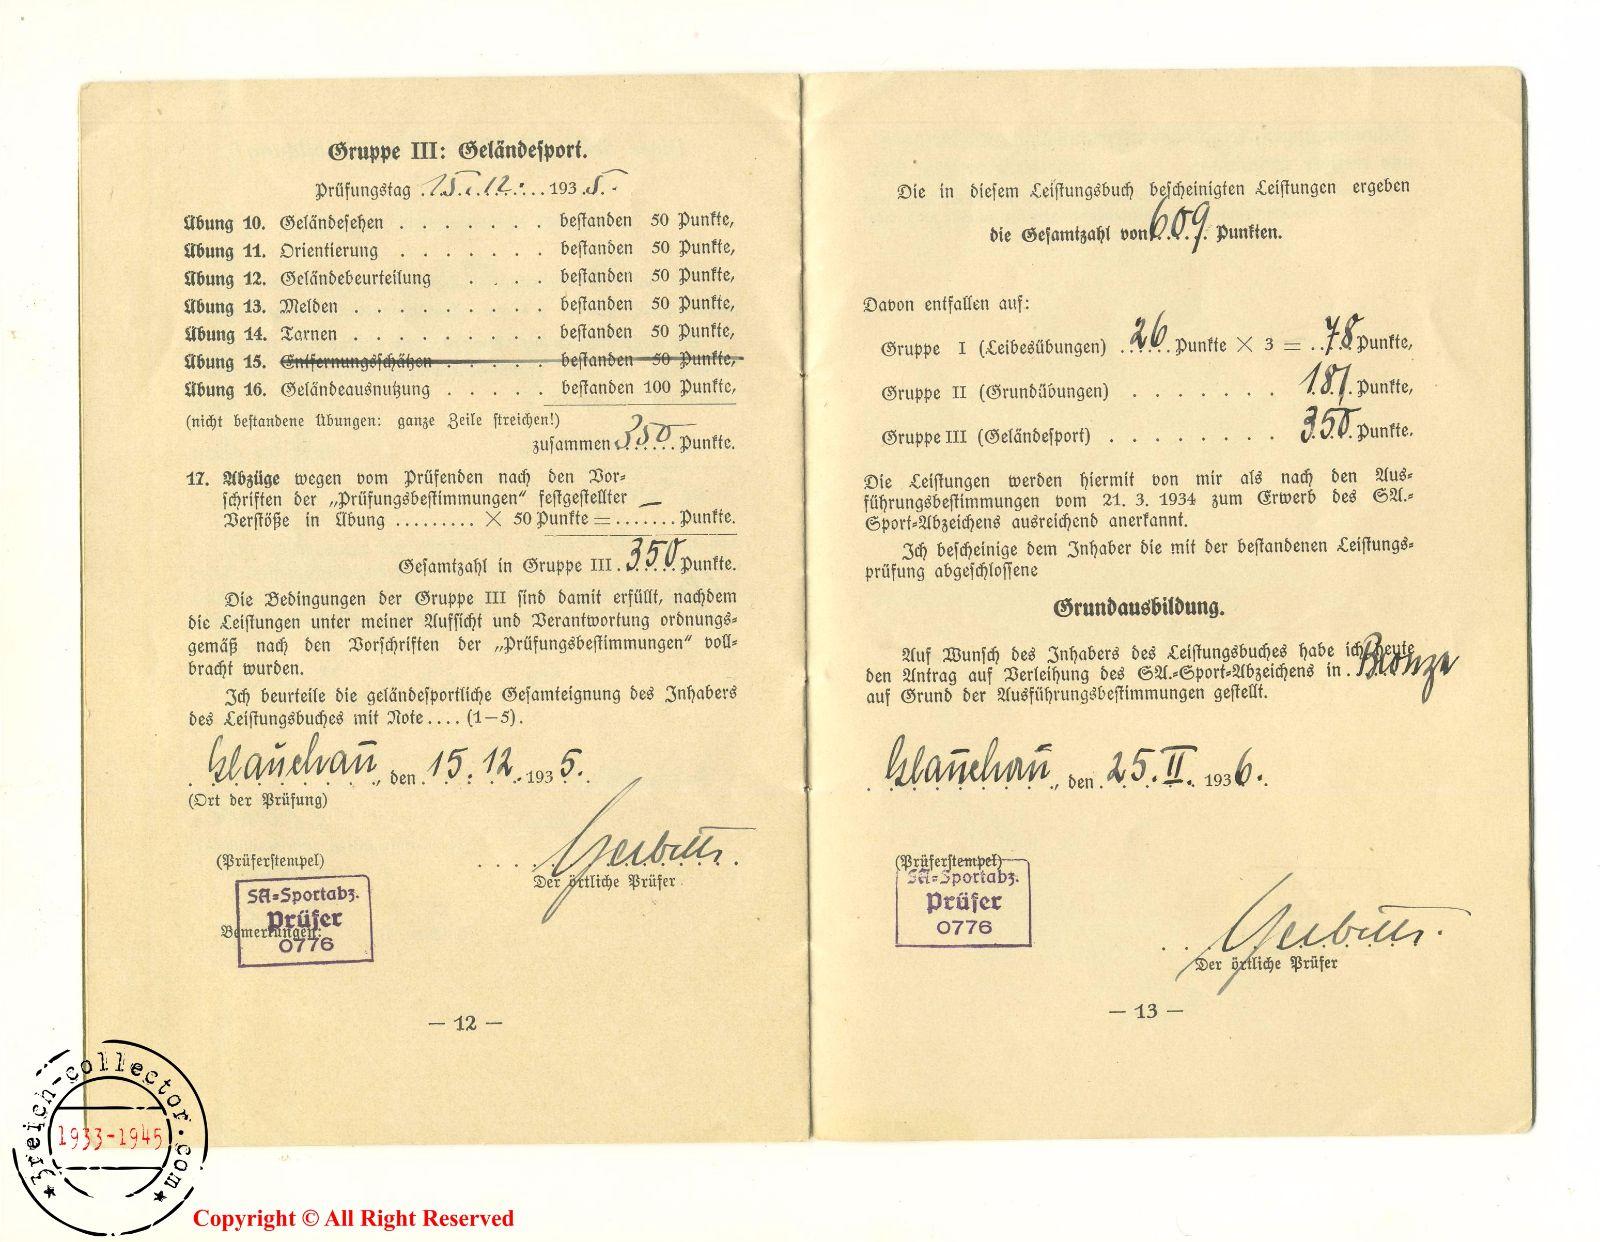 Gruppe III: Geländesport.
Prüfungstag 15.12. 1935.
Übung 10. Geländesehen . . . . . . . bestanden 50 Punkte,
Übung 11. Orientierung . . . . . . . bestanden 50 Punkte,
Übung 12. Geländebeurteilung . . . . bestanden 50 Punkte,
Übung 13. Melden . . . . . . . . . bestanden 50 Punkte,
Übung 14. Tarnen . . . . . . . . . bestanden 50 Punkte,
Übung 15. Entfernungsschätzen . . . . . bestanden 50 Punkte,
Übung 16. Geländeausnutzung . . . . . bestanden 100 Punkte,
(nicht bestandene Übungen: ganze Zeile streichen!)
zusammen 350 Punkte.
17. Abzüge wegen vom Prüfenden nach den Vor-
schriften der „Prüfungsbestimmungen“ festgestellter
Verstöße in Übung ......... × 50 Punkte = ....—.. Punkte.
Gesamtzahl in Gruppe III. 350 Punkte.
Die Bedingungen der Gruppe III sind damit erfüllt, nachdem
die Leistungen unter meiner Aufsicht und Verantwortung ordnungs-
gemäß nach den Vorschriften der „Prüfungsbestimmungen“ voll-
bracht wurden.
Ich beurteile die geländesportliche Gesamteignung des Inhabers
des Leistungsbuches mit Note .... (1—5).
Glauchau, den 15.12. 1935.
(Ort der Prüfung)
(Prüferstempel)
Der örtliche Prüfer
SA-Sportabz.
Prüfer
0776
Bemerkungen:
— 12 —
Die in diesem Leistungsbuch bescheinigten Leistungen ergeben
die Gesamtzahl von 609 Punkten.
Davon entfallen auf:
Gruppe I (Leibesübungen) 26 Punkte × 3 = 78 Punkte,
Gruppe II (Grundübungen) . . . . . . . 181 Punkte,
Gruppe III (Geländesport) . . . . . . . . 350 Punkte.
Die Leistungen werden hiermit von mir als nach den Aus-
führungsbestimmungen vom 21. 3. 1934 zum Erwerb des SA.-
Sport-Abzeichens ausreichend anerkannt.
Ich bescheinige dem Inhaber die mit der bestandenen Leistungs-
prüfung abgeschlossene
Grundausbildung.
Auf Wunsch des Inhabers des Leistungsbuches habe ich heute
den Antrag auf Verleihung des SA.-Sport-Abzeichens in Bronze
auf Grund der Ausführungsbestimmungen gestellt.
Glauchau, den 25.II. 1936.
(Prüferstempel)
SA-Sportabz.
Prüfer
0776
Der örtliche Prüfer
— 13 —
3reich-collector.com
1933-1945
Copyright © All Right Reserved